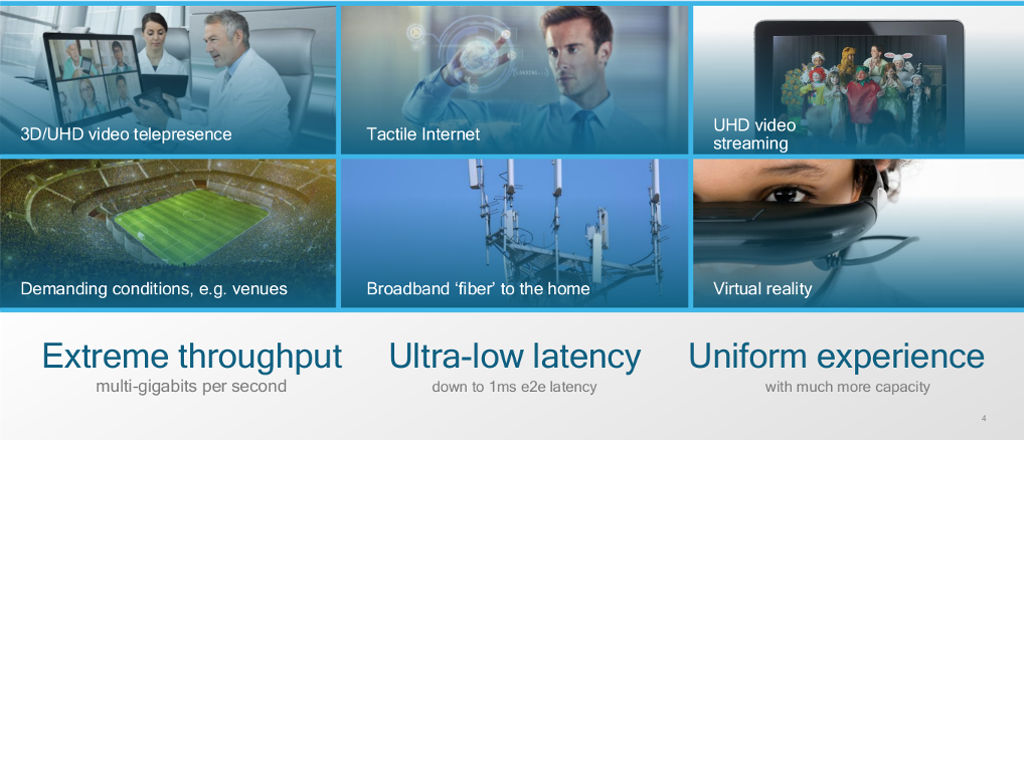 LOADING...
3D/UHD video telepresence
Tactile Internet
UHD video
streaming
Demanding conditions, e.g. venues
Broadband ‘fiber’ to the home
Virtual reality
Extreme throughput
multi-gigabits per second
Ultra-low latency
down to 1ms e2e latency
Uniform experience
with much more capacity
4